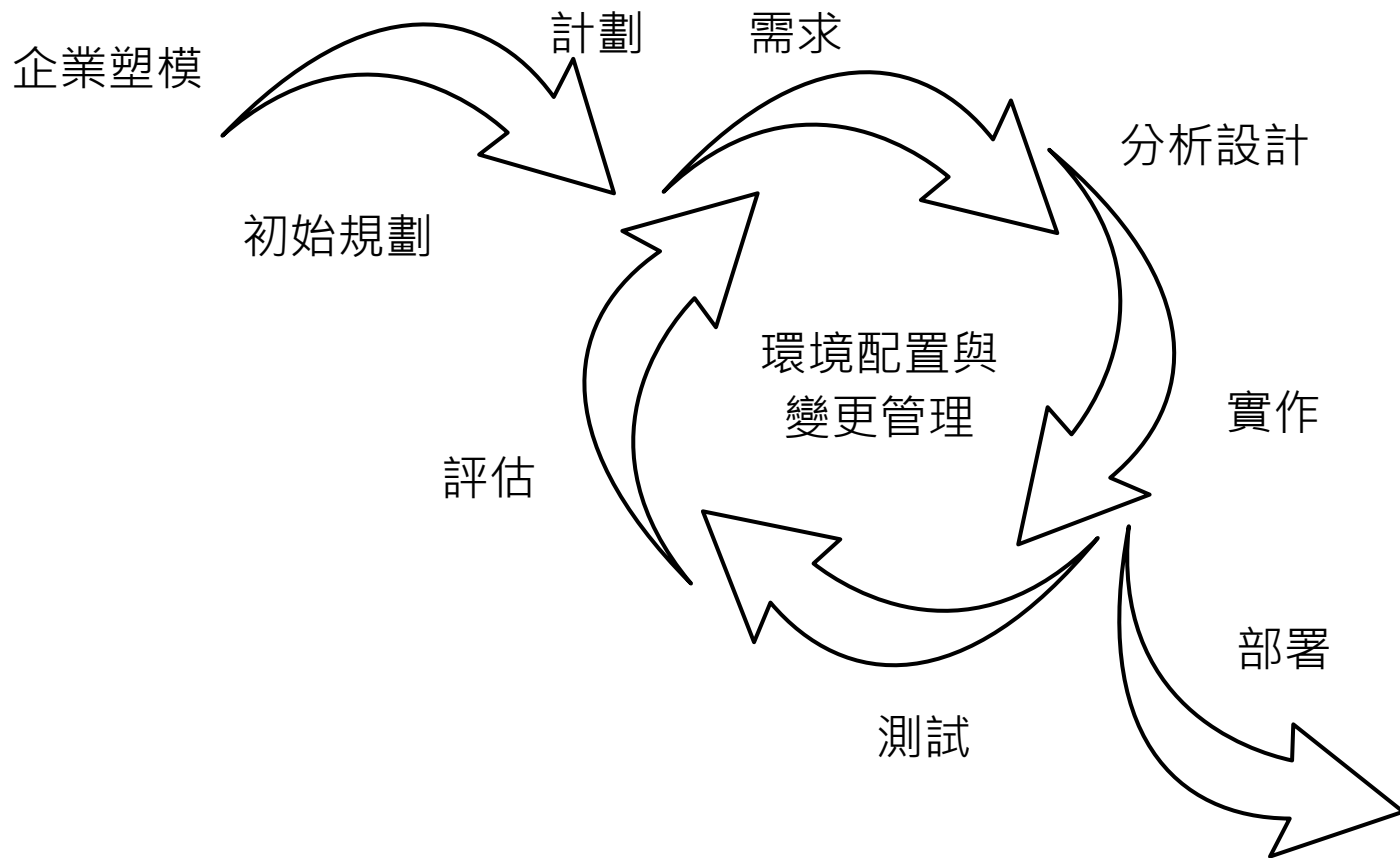 計劃
需求
企業塑模
分析設計
初始規劃
環境配置與
變更管理
實作
評估
部署
測試